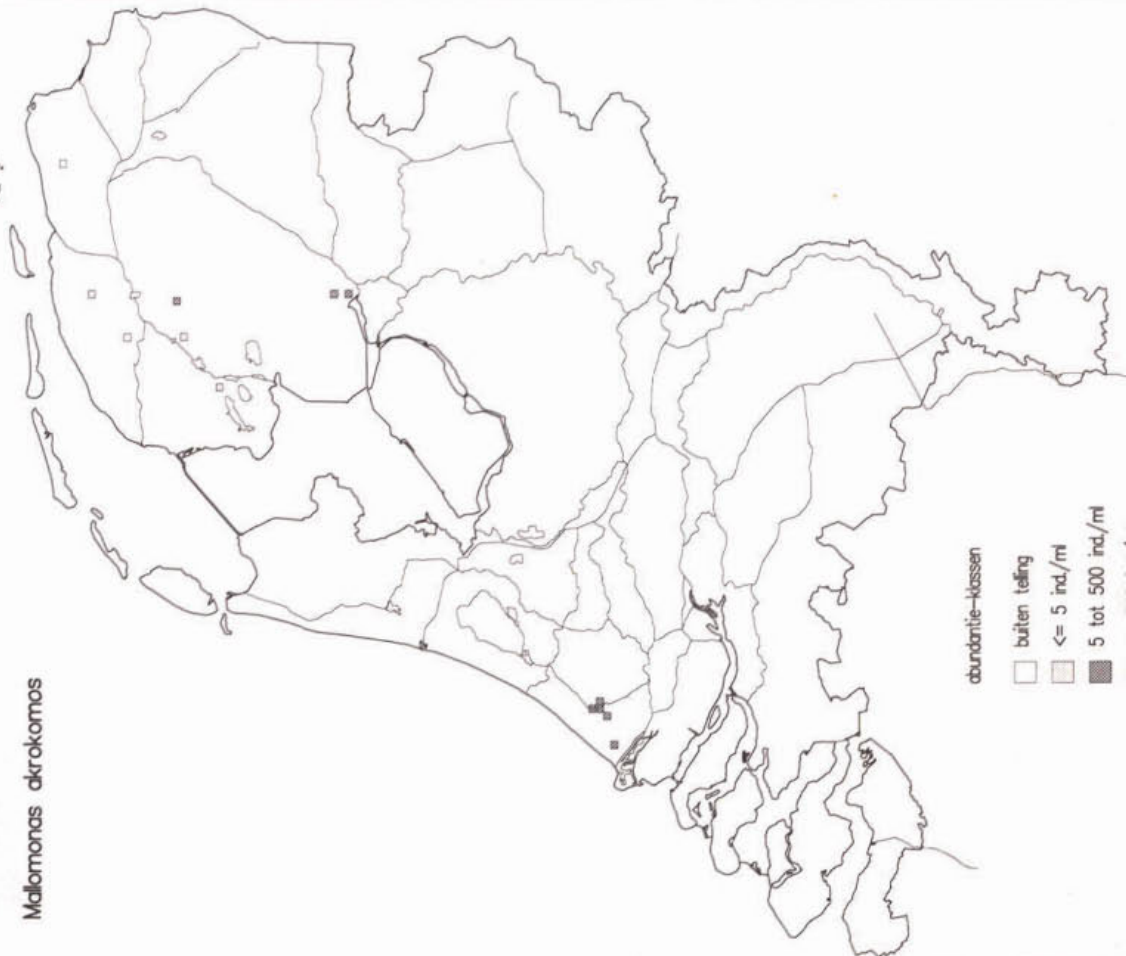 Mallomonas akrokomos
abundantie-klassen
buiten telling
<= 5 ind./ml
5 tot 500 ind./ml